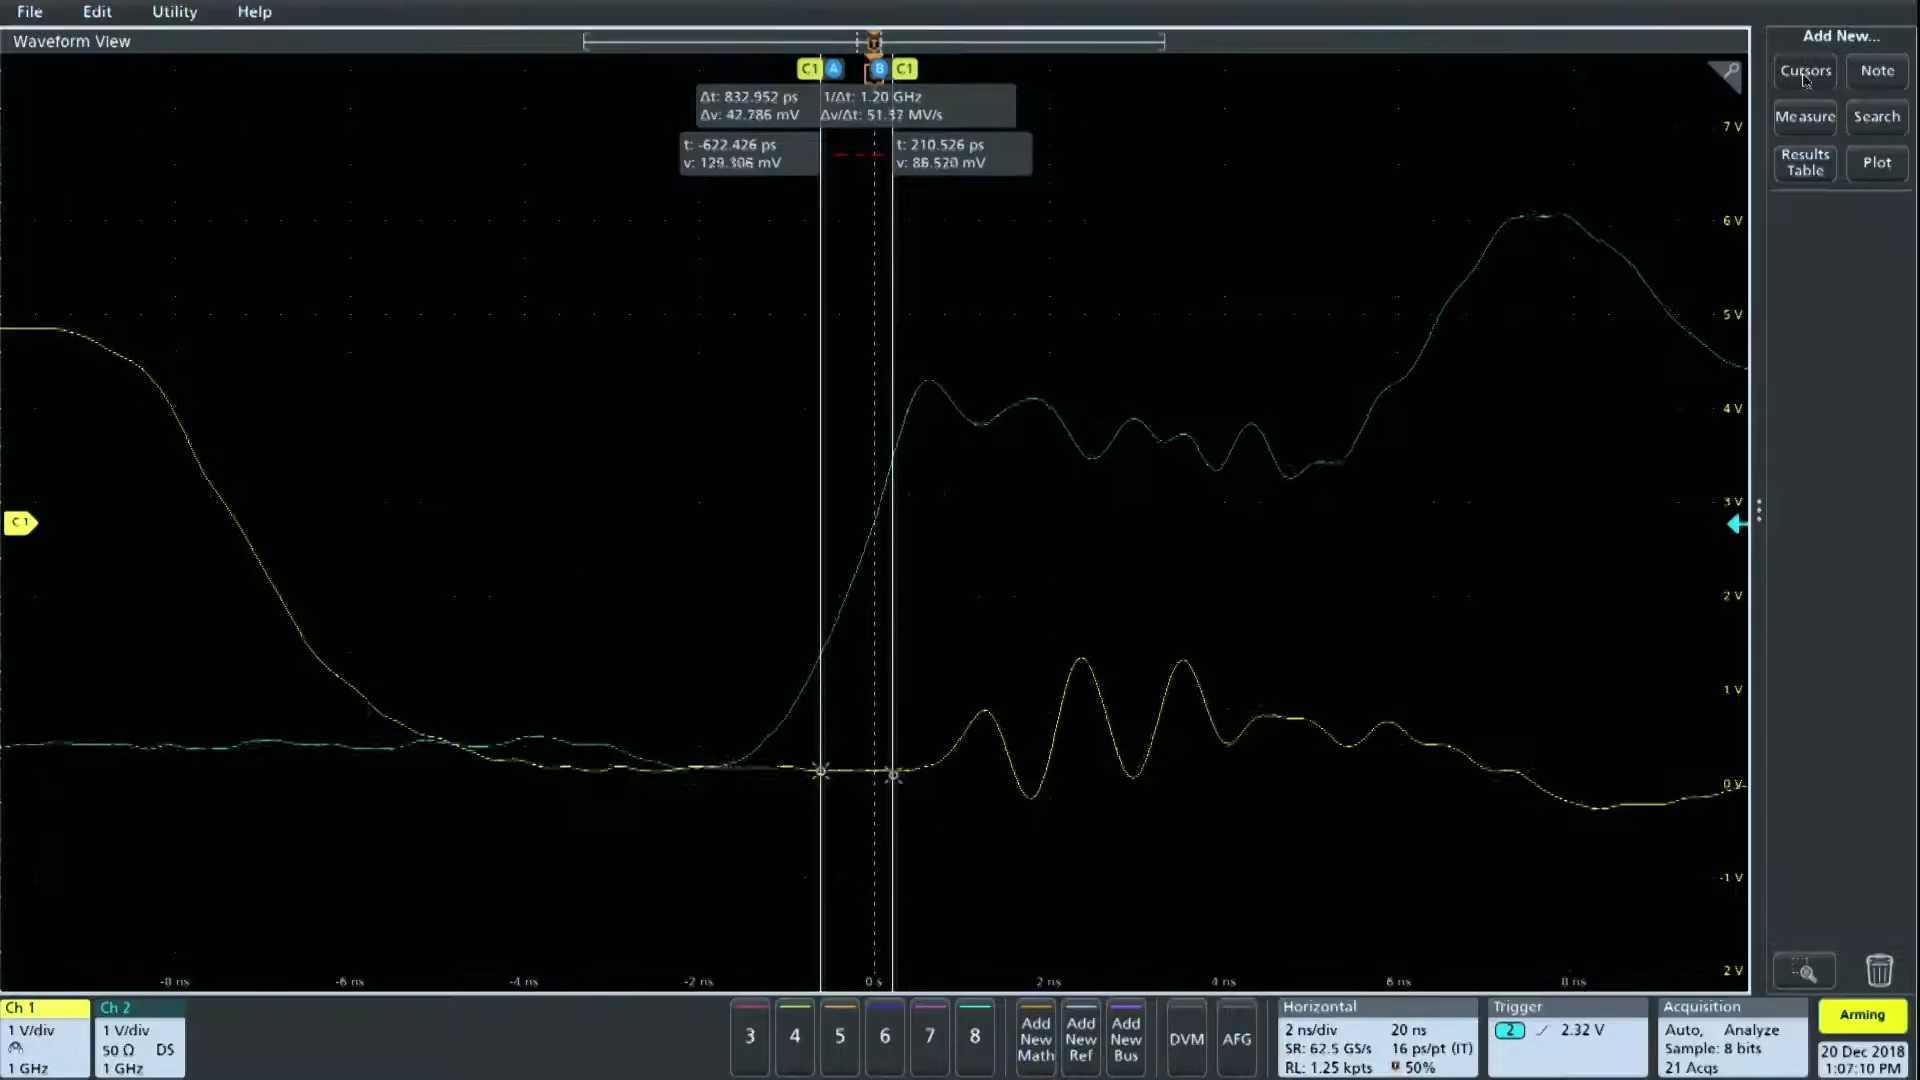 File Edit Utility Help
Waveform View
Add New...
Cursors Note
Measure Search
Results Table Plot
C1 A B C1
Δt: 832.952 ps 1/Δt: 1.20 GHz
Δv: 42.786 mV Δv/Δt: 51.37 MV/s
t: -622.426 ps
v: 129.306 mV
t: 210.526 ps
v: 86.520 mV
7 V
6 V
5 V
4 V
3 V
C 1
2 V
1 V
0 V
-1 V
2 V
-8 ns -6 ns -4 ns -2 ns 0 s 2 ns 4 ns 6 ns 8 ns
Ch 1
1 V/div
1 GHz
Ch 2
1 V/div
50 Ω DS
1 GHz
3 4 5 6 7 8
Add New Math
Add New Ref
Add New Bus
DVM
AFG
Horizontal
2 ns/div 20 ns
SR: 62.5 GS/s 16 ps/pt (IT)
RL: 1.25 kpts 50%
Trigger
2 2.32 V
Acquisition
Auto, Analyze
Sample: 8 bits
21 Acqs
Arming
20 Dec 2018
1:07:10 PM